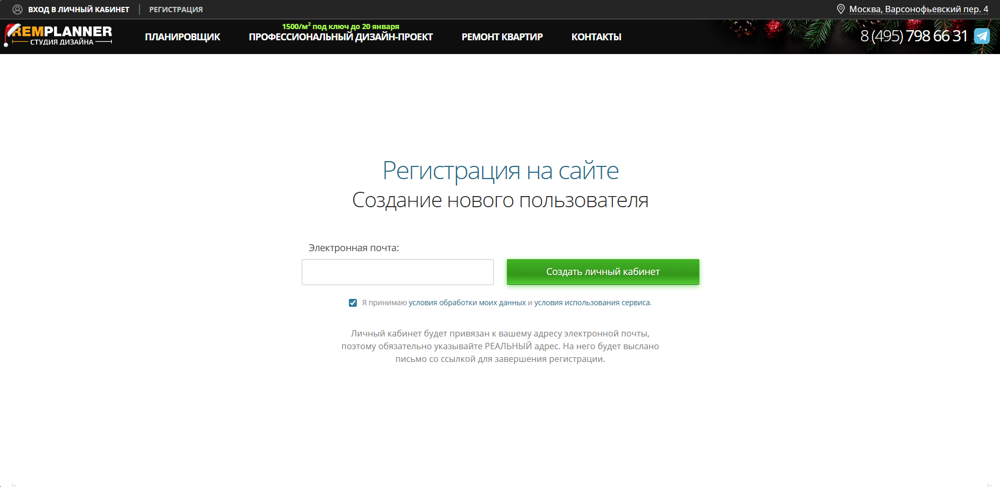 ВХОД В ЛИЧНЫЙ КАБИНЕТ
РЕГИСТРАЦИЯ
Москва, Варсонофьевский пер. 4
REMPLANNER
СТУДИЯ ДИЗАЙНА
ПЛАНИРОВЩИК
1500/м² под ключ до 20 января
ПРОФЕССИОНАЛЬНЫЙ ДИЗАЙН-ПРОЕКТ
РЕМОНТ КВАРТИР
КОНТАКТЫ
8 (495) 798 66 31
Регистрация на сайте
Создание нового пользователя
Электронная почта:
Создать личный кабинет
Я принимаю условия обработки моих данных и условия использования сервиса.
Личный кабинет будет привязан к вашему адресу электронной почты,
поэтому обязательно указывайте РЕАЛЬНЫЙ адрес. На него будет выслано
письмо со ссылкой для завершения регистрации.